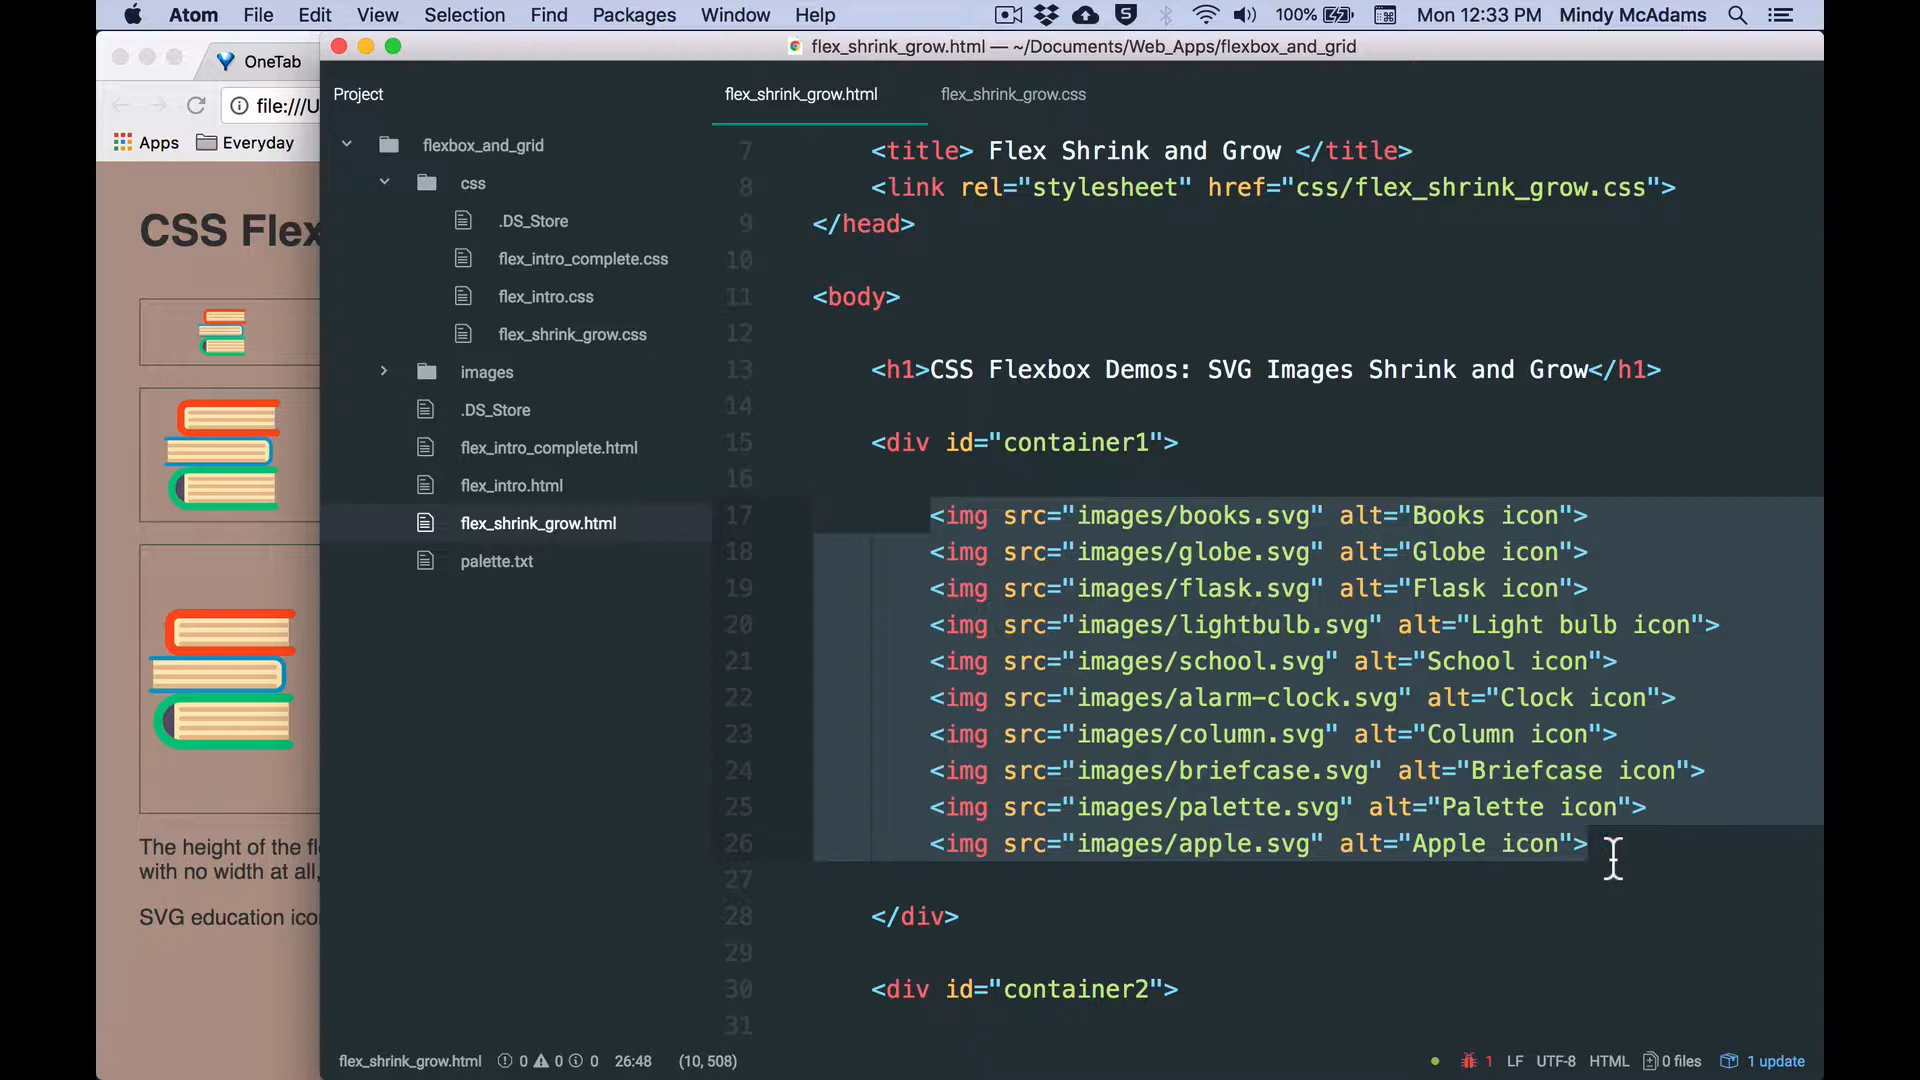 Atom File Edit View Selection Find Packages Window Help 100% Mon 12:33 PM Mindy McAdams
flex_shrink_grow.html — ~/Documents/Web_Apps/flexbox_and_grid
OneTab
file:///U
Apps Everyday
CSS Flex
The height of the fl
with no width at all,
SVG education ico
Project
flexbox_and_grid
css
.DS_Store
flex_intro_complete.css
flex_intro.css
flex_shrink_grow.css
images
.DS_Store
flex_intro_complete.html
flex_intro.html
flex_shrink_grow.html
palette.txt
flex_shrink_grow.html flex_shrink_grow.css
7 <title> Flex Shrink and Grow </title>
8 <link rel="stylesheet" href="css/flex_shrink_grow.css">
9 </head>
10
11 <body>
12
13 <h1>CSS Flexbox Demos: SVG Images Shrink and Grow</h1>
14
15 <div id="container1">
16
17 <img src="images/books.svg" alt="Books icon">
18 <img src="images/globe.svg" alt="Globe icon">
19 <img src="images/flask.svg" alt="Flask icon">
20 <img src="images/lightbulb.svg" alt="Light bulb icon">
21 <img src="images/school.svg" alt="School icon">
22 <img src="images/alarm-clock.svg" alt="Clock icon">
23 <img src="images/column.svg" alt="Column icon">
24 <img src="images/briefcase.svg" alt="Briefcase icon">
25 <img src="images/palette.svg" alt="Palette icon">
26 <img src="images/apple.svg" alt="Apple icon">
27
28 </div>
29
30 <div id="container2">
31
flex_shrink_grow.html 0 0 0 26:48 (10, 508) 1 LF UTF-8 HTML 0 files 1 update